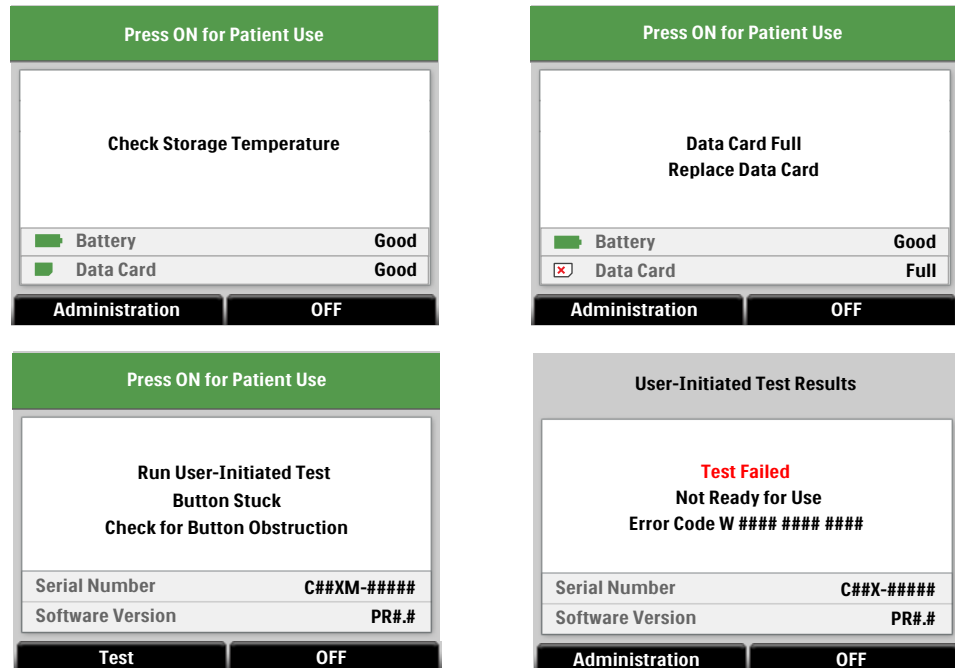 Press ON for Patient Use
Check Storage Temperature
Battery Good
Data Card Good
Administration OFF
Press ON for Patient Use
Data Card Full
Replace Data Card
Battery Good
Data Card Full
Administration OFF
Press ON for Patient Use
Run User-Initiated Test
Button Stuck
Check for Button Obstruction
Serial Number C##XM-#####
Software Version PR#.#
Test OFF
User-Initiated Test Results
Test Failed
Not Ready for Use
Error Code W #### #### ####
Serial Number C##X-#####
Software Version PR#.#
Administration OFF